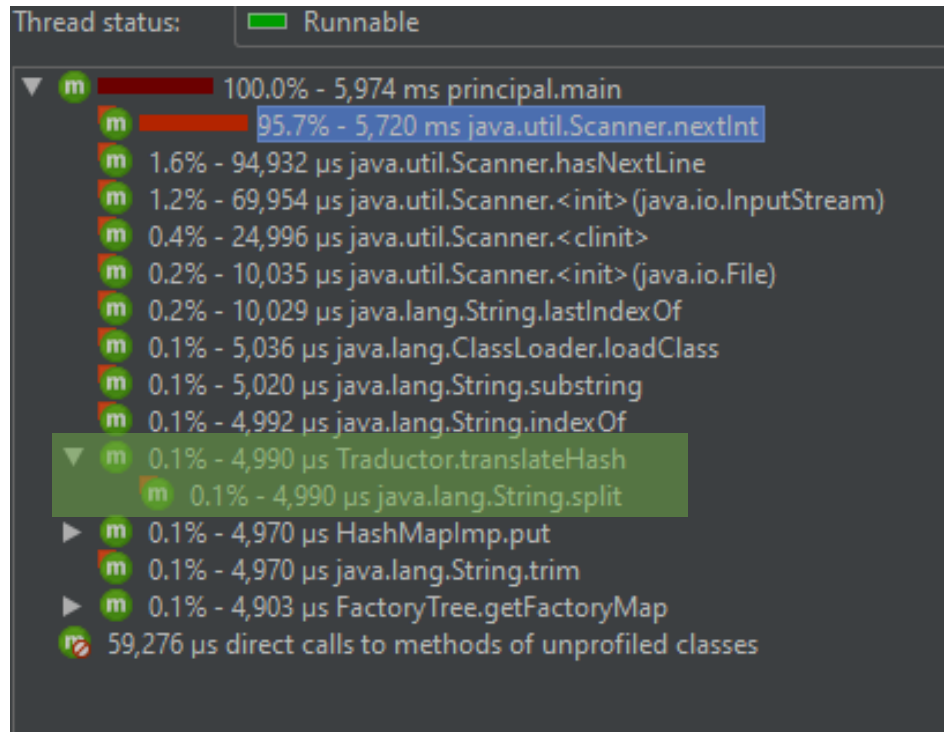 Thread status: Runnable
100.0% - 5,974 ms principal.main
95.7% - 5,720 ms java.util.Scanner.nextInt
1.6% - 94,932 µs java.util.Scanner.hasNextLine
1.2% - 69,954 µs java.util.Scanner.<init>(java.io.InputStream)
0.4% - 24,996 µs java.util.Scanner.<clinit>
0.2% - 10,035 µs java.util.Scanner.<init>(java.io.File)
0.2% - 10,029 µs java.lang.String.lastIndexOf
0.1% - 5,036 µs java.lang.ClassLoader.loadClass
0.1% - 5,020 µs java.lang.String.substring
0.1% - 4,992 µs java.lang.String.indexOf
0.1% - 4,990 µs Traductor.translateHash
0.1% - 4,990 µs java.lang.String.split
0.1% - 4,970 µs HashMapImp.put
0.1% - 4,970 µs java.lang.String.trim
0.1% - 4,903 µs FactoryTree.getFactoryMap
59,276 µs direct calls to methods of unprofiled classes